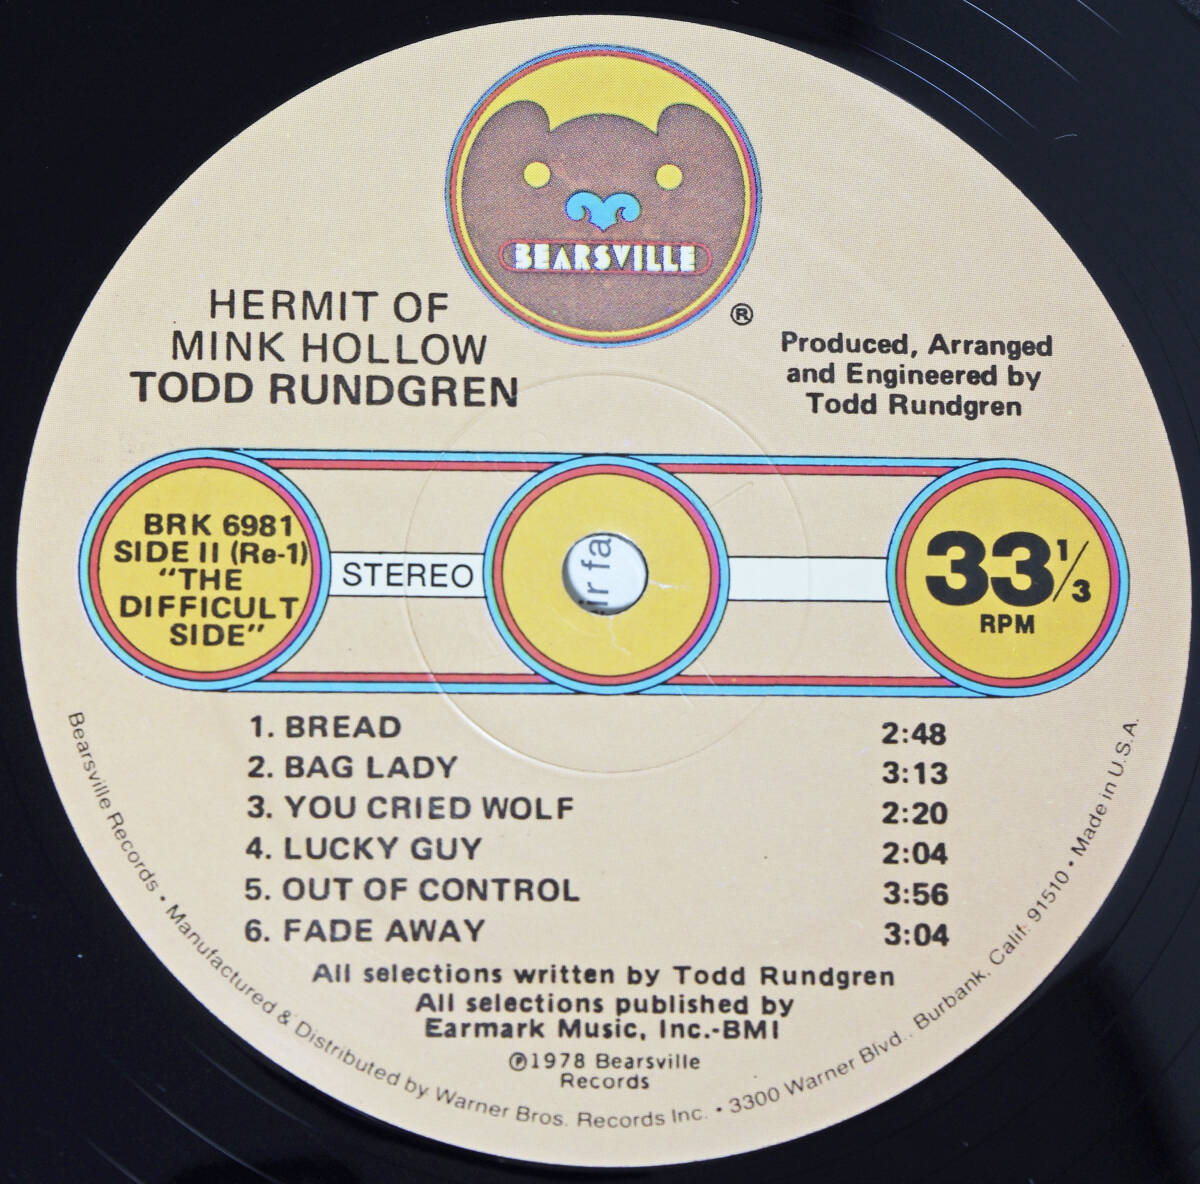 BEARSVILLE
®
HERMIT OF
MINK HOLLOW
TODD RUNDGREN
Produced, Arranged
and Engineered by
Todd Rundgren
BRK 6981
SIDE II (Re-1)
"THE
DIFFICULT
SIDE"
STEREO
ir fa
33 1/3
RPM
1. BREAD 2:48
2. BAG LADY 3:13
3. YOU CRIED WOLF 2:20
4. LUCKY GUY 2:04
5. OUT OF CONTROL 3:56
6. FADE AWAY 3:04
All selections written by Todd Rundgren
All selections published by
Earmark Music, Inc.-BMI
℗1978 Bearsville
Records
Bearsville Records • Manufactured & Distributed by Warner Bros. Records Inc. • 3300 Warner Blvd., Burbank, Calif. 91510 • Made in U.S.A.